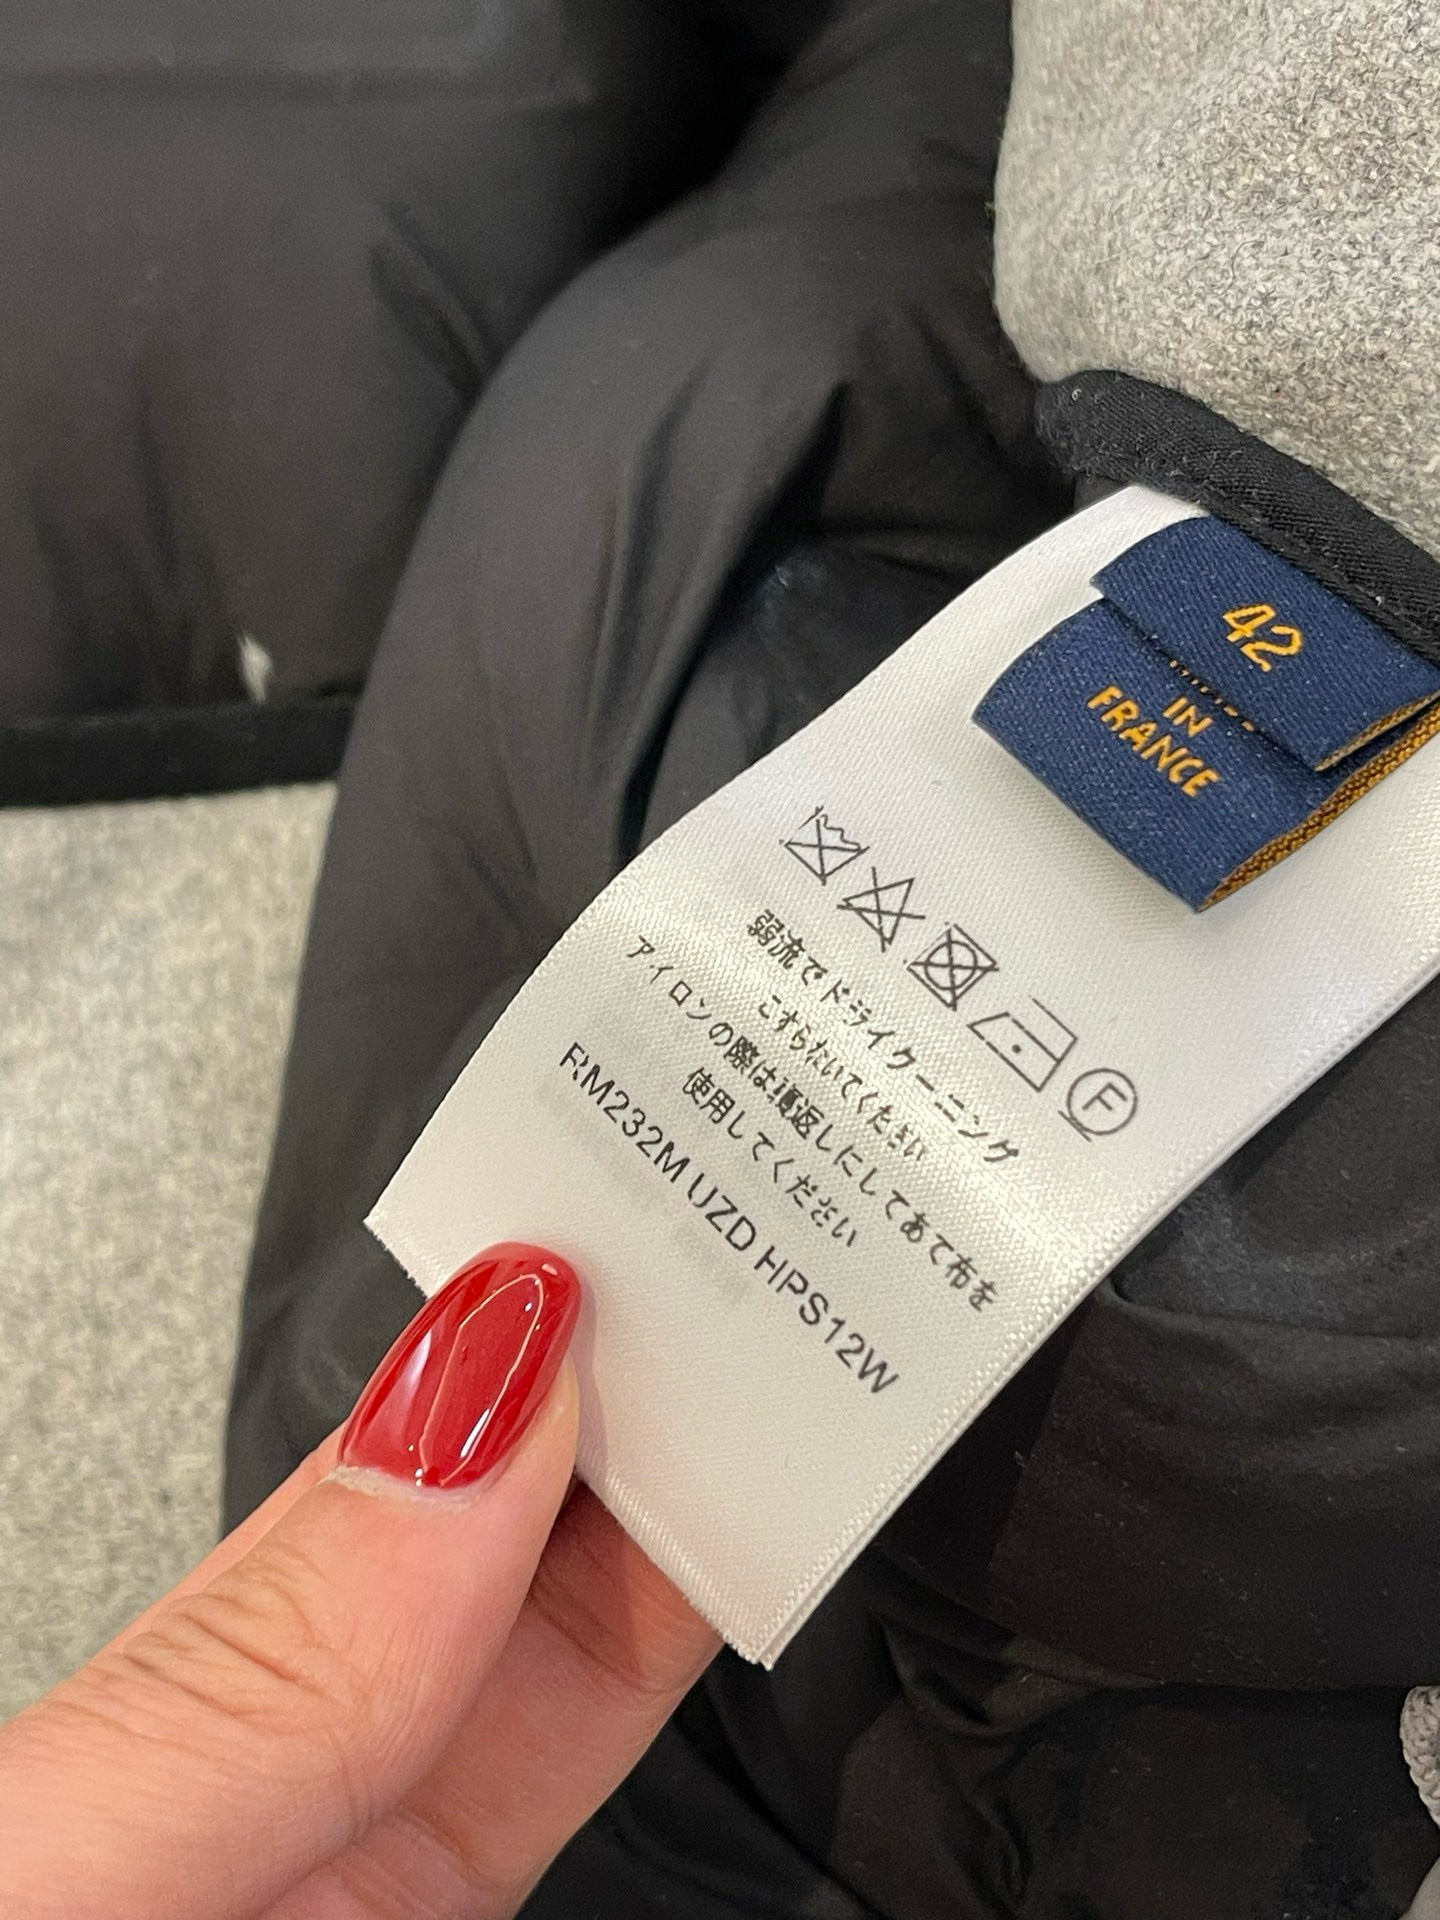 42
IN
FRANCE
F
弱流でドライクーニング
こすらないてください
アイロンの際は裏返しにしてあて布を
使用してください
RM232M UZD HPS12W